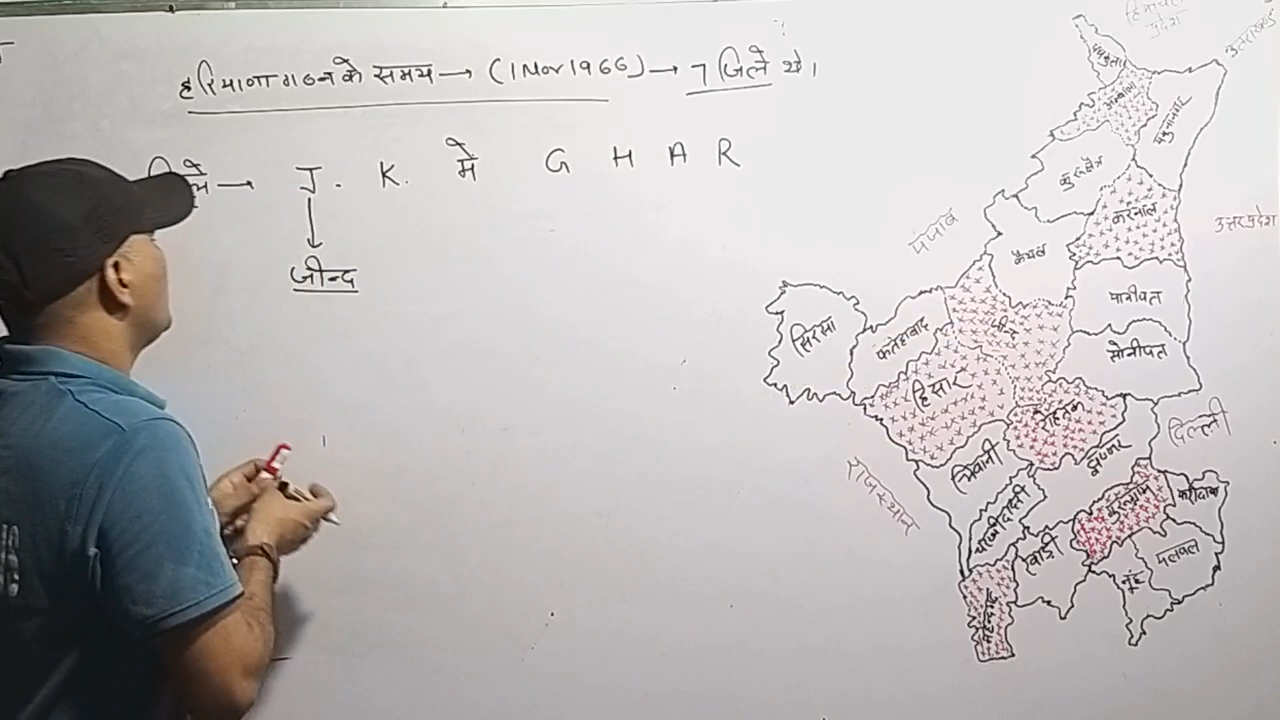 हरियाणा गठन के समय → (1 Nov 1966) → 7 जिले थे।
→ J. K. में G H A R
जीन्द
हिमाचल प्रदेश
उत्तराखण्ड
पंचकुला
अम्बाला
यमुनानगर
कुरुक्षेत्र
करनाल
उत्तरप्रदेश
पंजाब
कैथल
पानीपत
सिरसा
फतेहाबाद
जीन्द
सोनीपत
हिसार
रोहतक
दिल्ली
भिवानी
झज्जर
राजस्थान
चरखी दादरी
गुरुग्राम
फरीदाबाद
रेवाड़ी
पलवल
नूंह
महेन्द्रगढ़